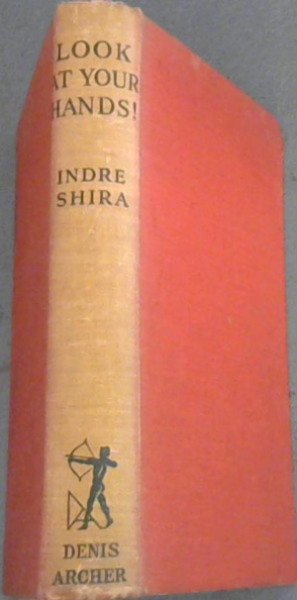 LOOK
AT YOUR
HANDS!
INDRE
SHIRA
DENIS
ARCHER